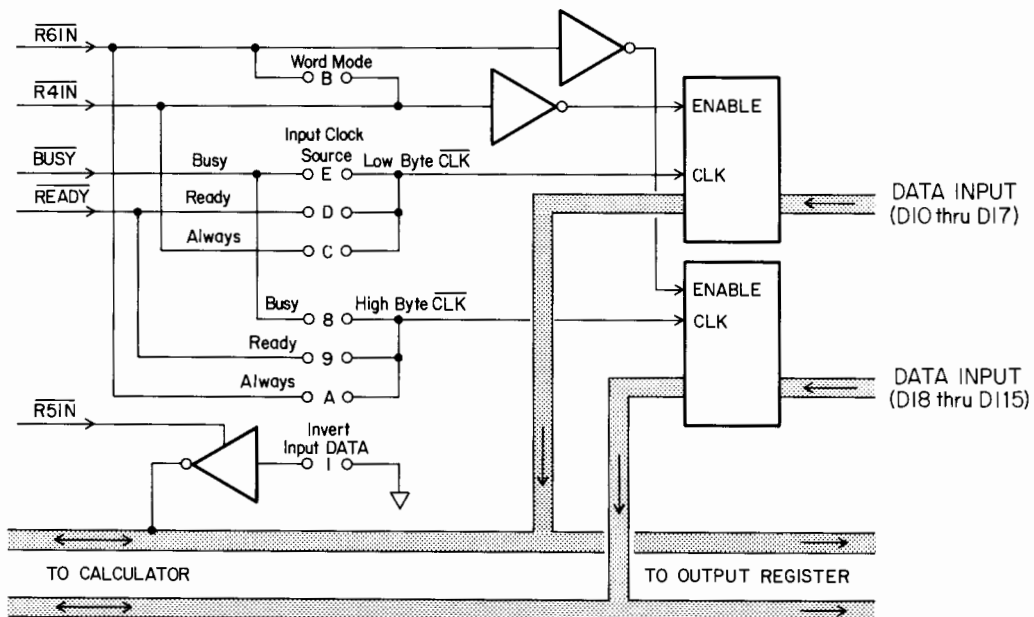 R6IN
Word Mode
B
R4IN
ENABLE
Input Clock
Source
BUSY
Busy
E
Low Byte CLK
CLK
READY
Ready
D
DATA INPUT
(DI0 thru DI7)
Always
C
ENABLE
Busy
8
High Byte CLK
CLK
Ready
9
Always
A
DATA INPUT
(DI8 thru DI15)
R5IN
Invert
Input DATA
I
TO CALCULATOR
TO OUTPUT REGISTER